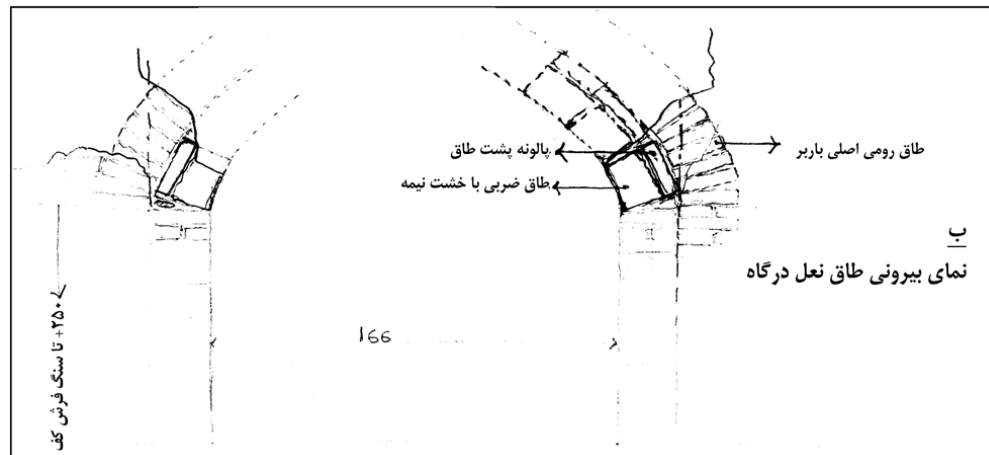 پالونه پشت طاق
طاق ضربی با خشت نیمه
طاق رومی اصلی باربر
ب
نمای بیرونی طاق نعل درگاه
166
+۲۵۰ تا سنگ فرش کف